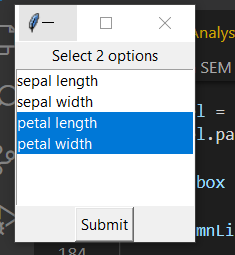 Analys
Select 2 options
SEM
sepal length
sepal width
l =
petal length
l.pa
petal width
box
mnLi
Submit
184